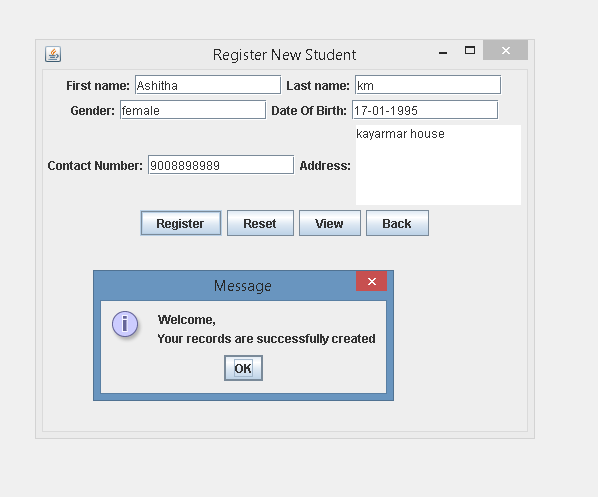 Register New Student
First name: Ashitha Last name: km
Gender: female Date Of Birth: 17-01-1995
kayarmar house
Contact Number: 9008898989 Address:
Register Reset View Back
Message
Welcome,
Your records are successfully created
OK